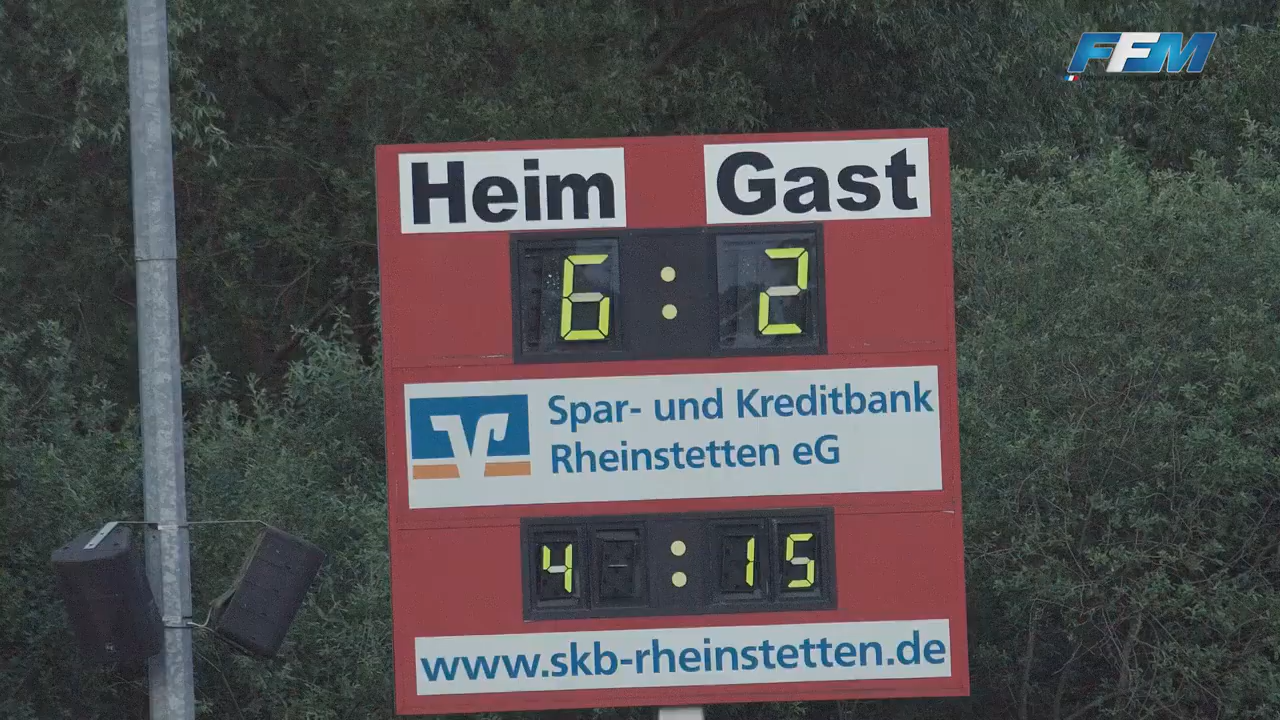 FFM
Heim Gast
6 : 2
Spar- und Kreditbank
Rheinstetten eG
4 : 15
www.skb-rheinstetten.de